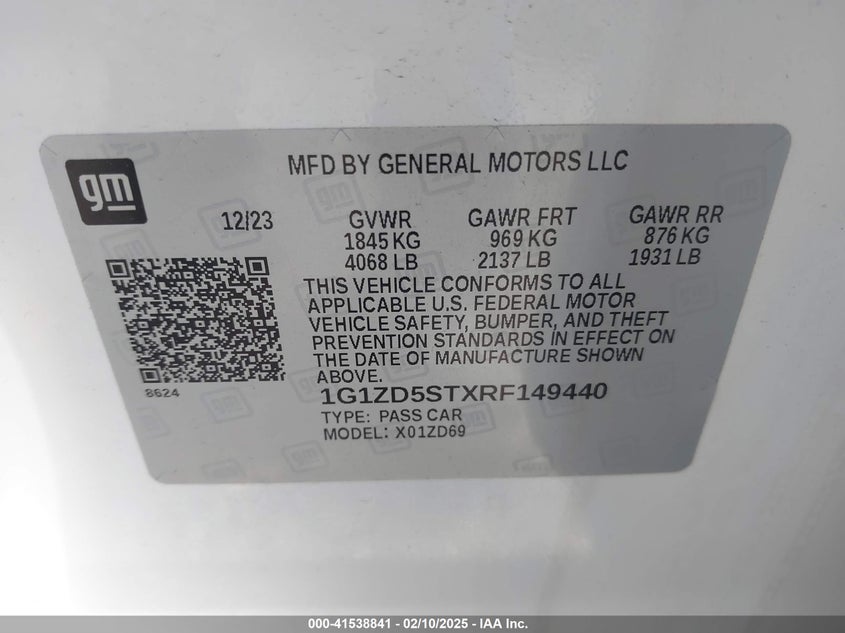 gm
MFD BY GENERAL MOTORS LLC
12/23 GVWR GAWR FRT GAWR RR
1845 KG 969 KG 876 KG
4068 LB 2137 LB 1931 LB
THIS VEHICLE CONFORMS TO ALL
APPLICABLE U.S. FEDERAL MOTOR
VEHICLE SAFETY, BUMPER, AND THEFT
PREVENTION STANDARDS IN EFFECT ON
THE DATE OF MANUFACTURE SHOWN
ABOVE.
8624
1G1ZD5STXRF149440
TYPE: PASS CAR
MODEL: X01ZD69
000-41538841 - 02/10/2025 - IAA Inc.